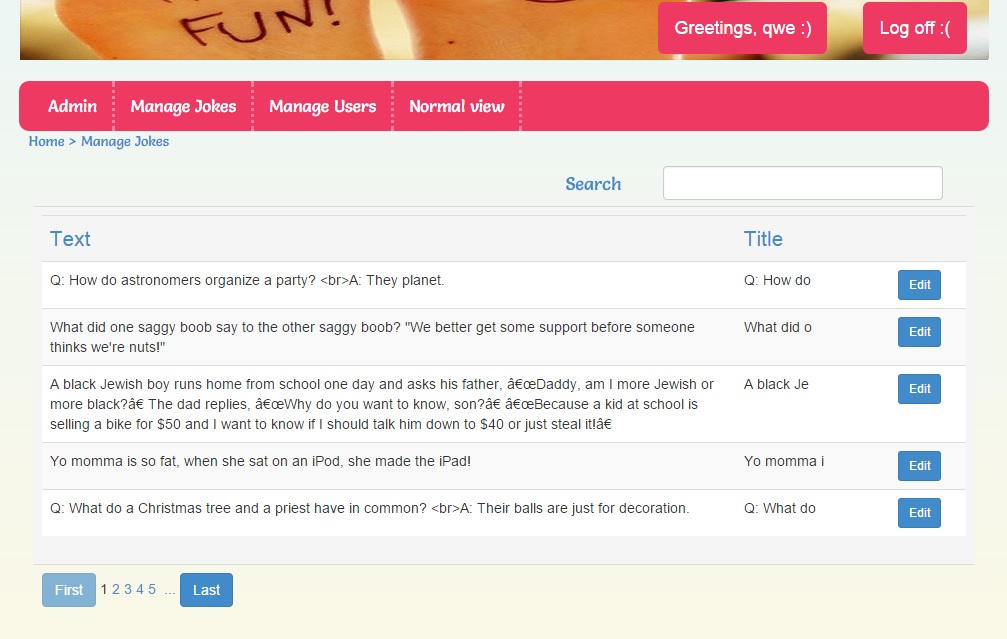 FUN!
Greetings, qwe :)
Log off :(
Admin
Manage Jokes
Manage Users
Normal view
Home > Manage Jokes
Search
Text
Title
Q: How do astronomers organize a party? <br>A: They planet.
Q: How do
Edit
What did one saggy boob say to the other saggy boob? "We better get some support before someone
thinks we're nuts!"
What did o
Edit
A black Jewish boy runs home from school one day and asks his father, â€œDaddy, am I more Jewish or
more black?â€ The dad replies, â€œWhy do you want to know, son?â€ â€œBecause a kid at school is
selling a bike for $50 and I want to know if I should talk him down to $40 or just steal it!â€
A black Je
Edit
Yo momma is so fat, when she sat on an iPod, she made the iPad!
Yo momma i
Edit
Q: What do a Christmas tree and a priest have in common? <br>A: Their balls are just for decoration.
Q: What do
Edit
First 1 2 3 4 5 ... Last